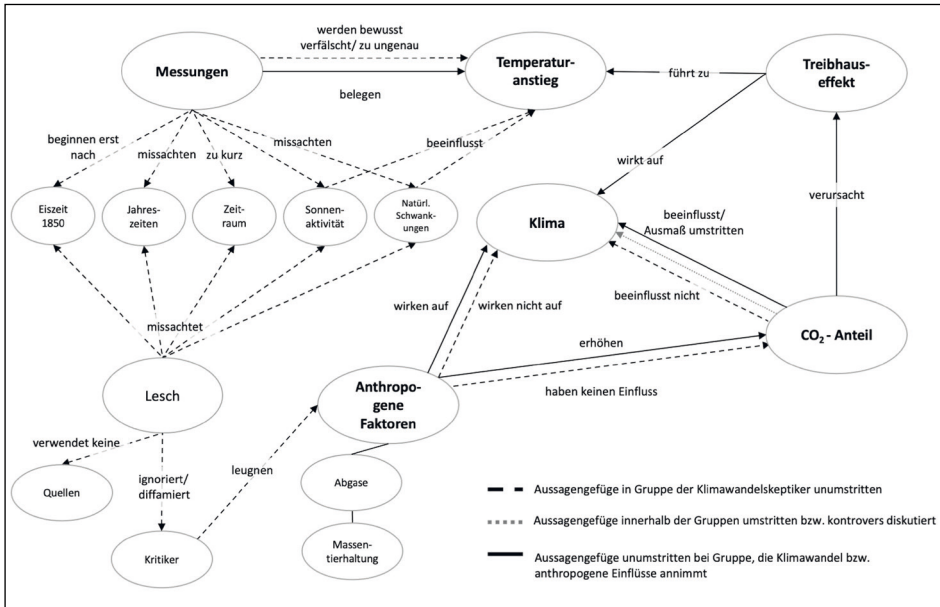 werden bewusst
verfälscht/ zu ungenau
Messungen
Temperatur-
anstieg
Treibhaus-
effekt
führt zu
belegen
beginnen erst
nach
missachten
zu kurz
missachten
beeinflusst
wirkt auf
verursacht
Eiszeit
1850
Jahres-
zeiten
Zeit-
raum
Sonnen-
aktivität
Natürl.
Schwank-
kungen
Klima
beeinflusst/
Ausmaß umstritten
beeinflusst nicht
wirken auf
wirken nicht auf
missachtet
CO₂ - Anteil
erhöhen
haben keinen Einfluss
Lesch
Anthropo-
gene
Faktoren
verwendet keine
ignoriert/
diffamiert
leugnen
Quellen
Abgase
Kritiker
Massen-
tierhaltung
Aussagengefüge in Gruppe der Klimawandelskeptiker unumstritten
Aussagengefüge innerhalb der Gruppen umstritten bzw. kontrovers diskutiert
Aussagengefüge unumstritten bei Gruppe, die Klimawandel bzw.
anthropogene Einflüsse annimmt